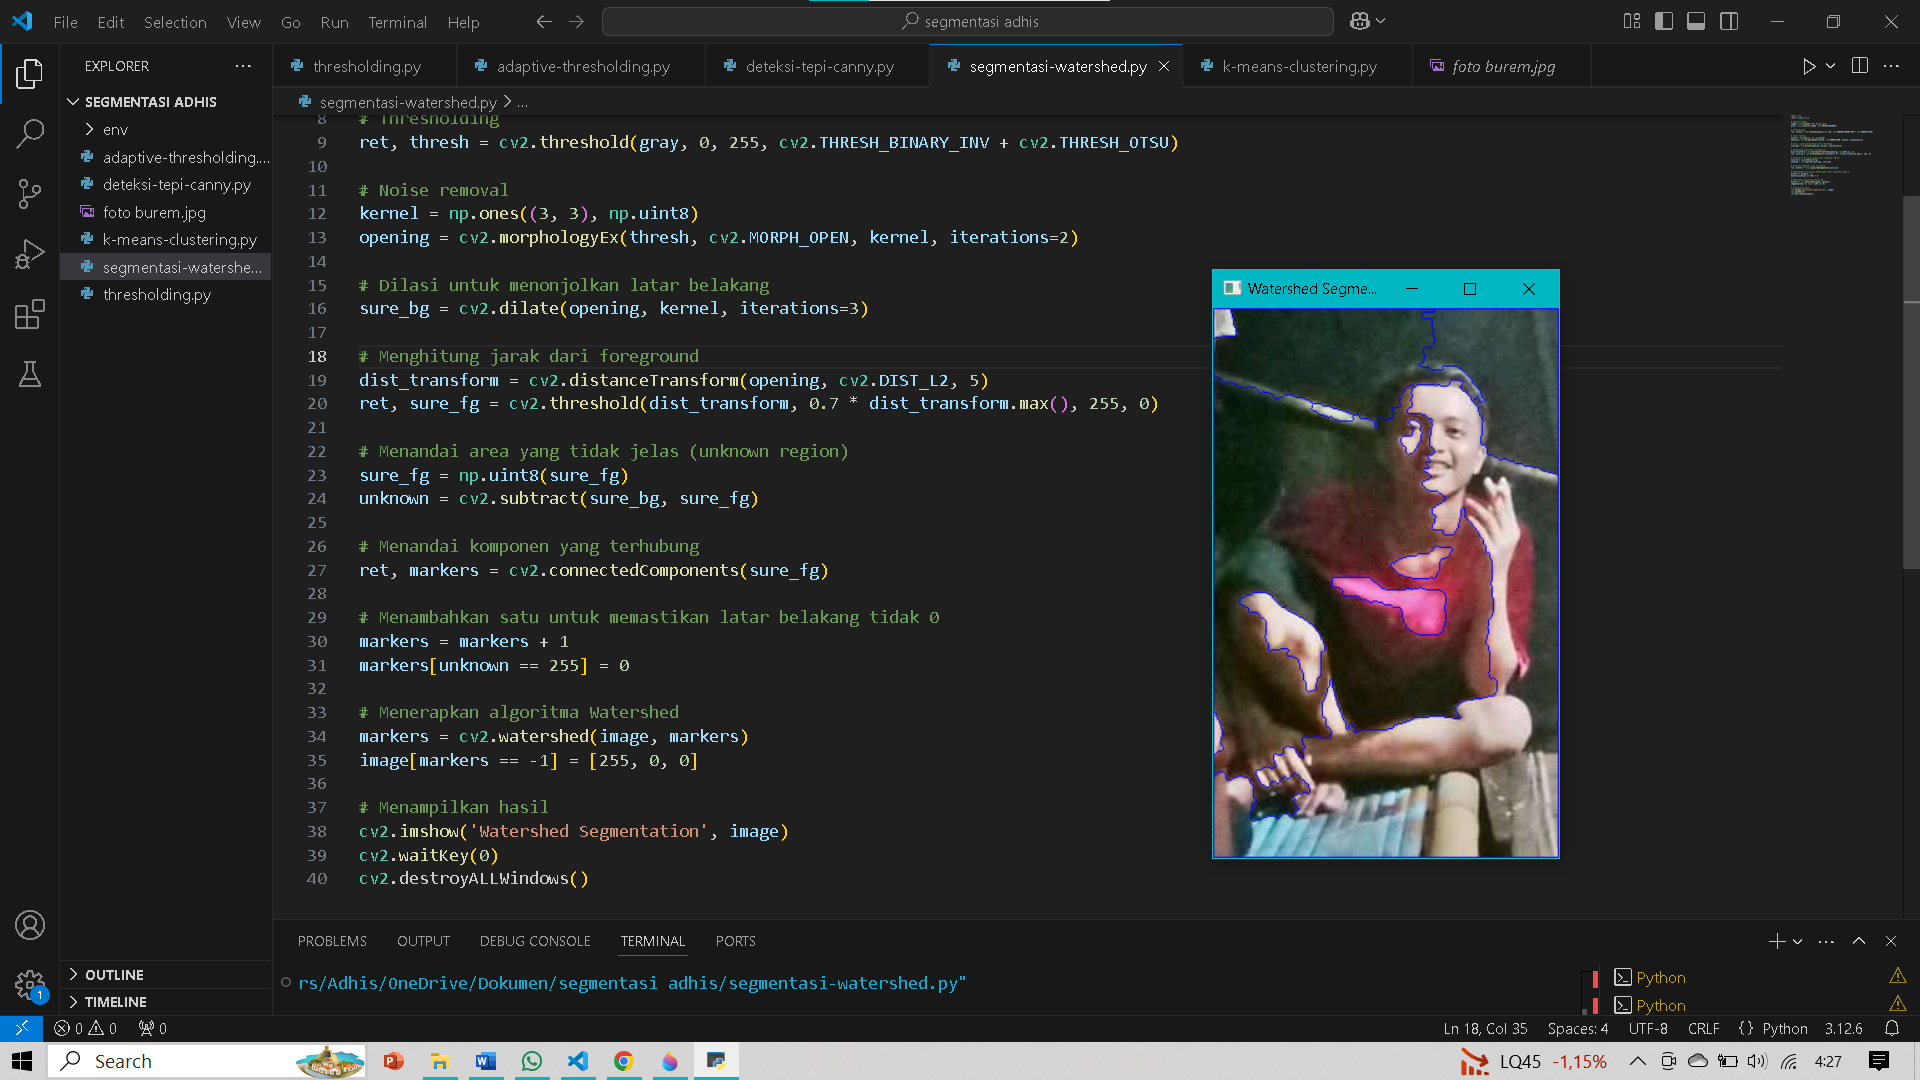 File Edit Selection View Go Run Terminal Help
segmentasi adhis
EXPLORER
SEGMENTASI ADHIS
env
adaptive-thresholding....
deteksi-tepi-canny.py
foto burem.jpg
k-means-clustering.py
segmentasi-watershe...
thresholding.py
OUTLINE
TIMELINE
thresholding.py adaptive-thresholding.py deteksi-tepi-canny.py segmentasi-watershed.py k-means-clustering.py foto burem.jpg
segmentasi-watershed.py > ...
8 # Thresholding
9 ret, thresh = cv2.threshold(gray, 0, 255, cv2.THRESH_BINARY_INV + cv2.THRESH_OTSU)
10
11 # Noise removal
12 kernel = np.ones((3, 3), np.uint8)
13 opening = cv2.morphologyEx(thresh, cv2.MORPH_OPEN, kernel, iterations=2)
14
15 # Dilasi untuk menonjolkan latar belakang
16 sure_bg = cv2.dilate(opening, kernel, iterations=3)
17
18 # Menghitung jarak dari foreground
19 dist_transform = cv2.distanceTransform(opening, cv2.DIST_L2, 5)
20 ret, sure_fg = cv2.threshold(dist_transform, 0.7 * dist_transform.max(), 255, 0)
21
22 # Menandai area yang tidak jelas (unknown region)
23 sure_fg = np.uint8(sure_fg)
24 unknown = cv2.subtract(sure_bg, sure_fg)
25
26 # Menandai komponen yang terhubung
27 ret, markers = cv2.connectedComponents(sure_fg)
28
29 # Menambahkan satu untuk memastikan latar belakang tidak 0
30 markers = markers + 1
31 markers[unknown == 255] = 0
32
33 # Menerapkan algoritma Watershed
34 markers = cv2.watershed(image, markers)
35 image[markers == -1] = [255, 0, 0]
36
37 # Menampilkan hasil
38 cv2.imshow('Watershed Segmentation', image)
39 cv2.waitKey(0)
40 cv2.destroyALLWindows()
Watershed Segme...
PROBLEMS OUTPUT DEBUG CONSOLE TERMINAL PORTS
rs/Adhis/OneDrive/Dokumen/segmentasi adhis/segmentasi-watershed.py"
Python
Python
1
0 0 0
Ln 18, Col 35 Spaces: 4 UTF-8 CRLF {} Python 3.12.6
Search
LQ45 -1,15%
4:27